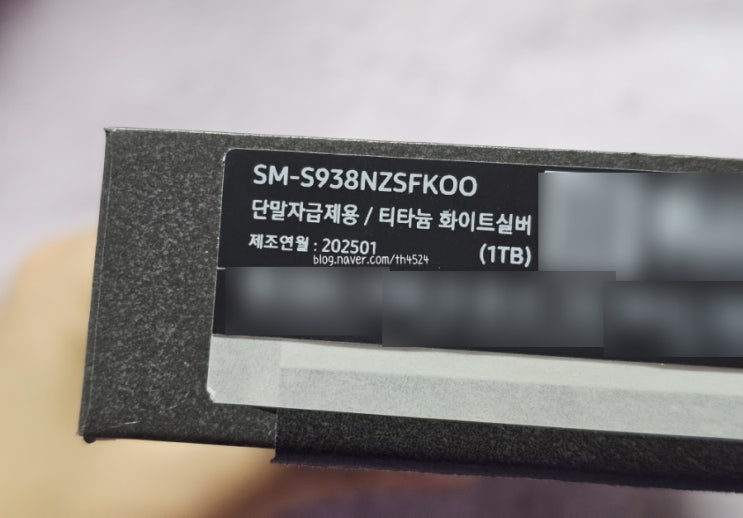 SM-S938NZSFKOO
단말자급제용 / 티타늄 화이트실버
제조연월 : 202501
(1TB)
blog.naver.com/th4524